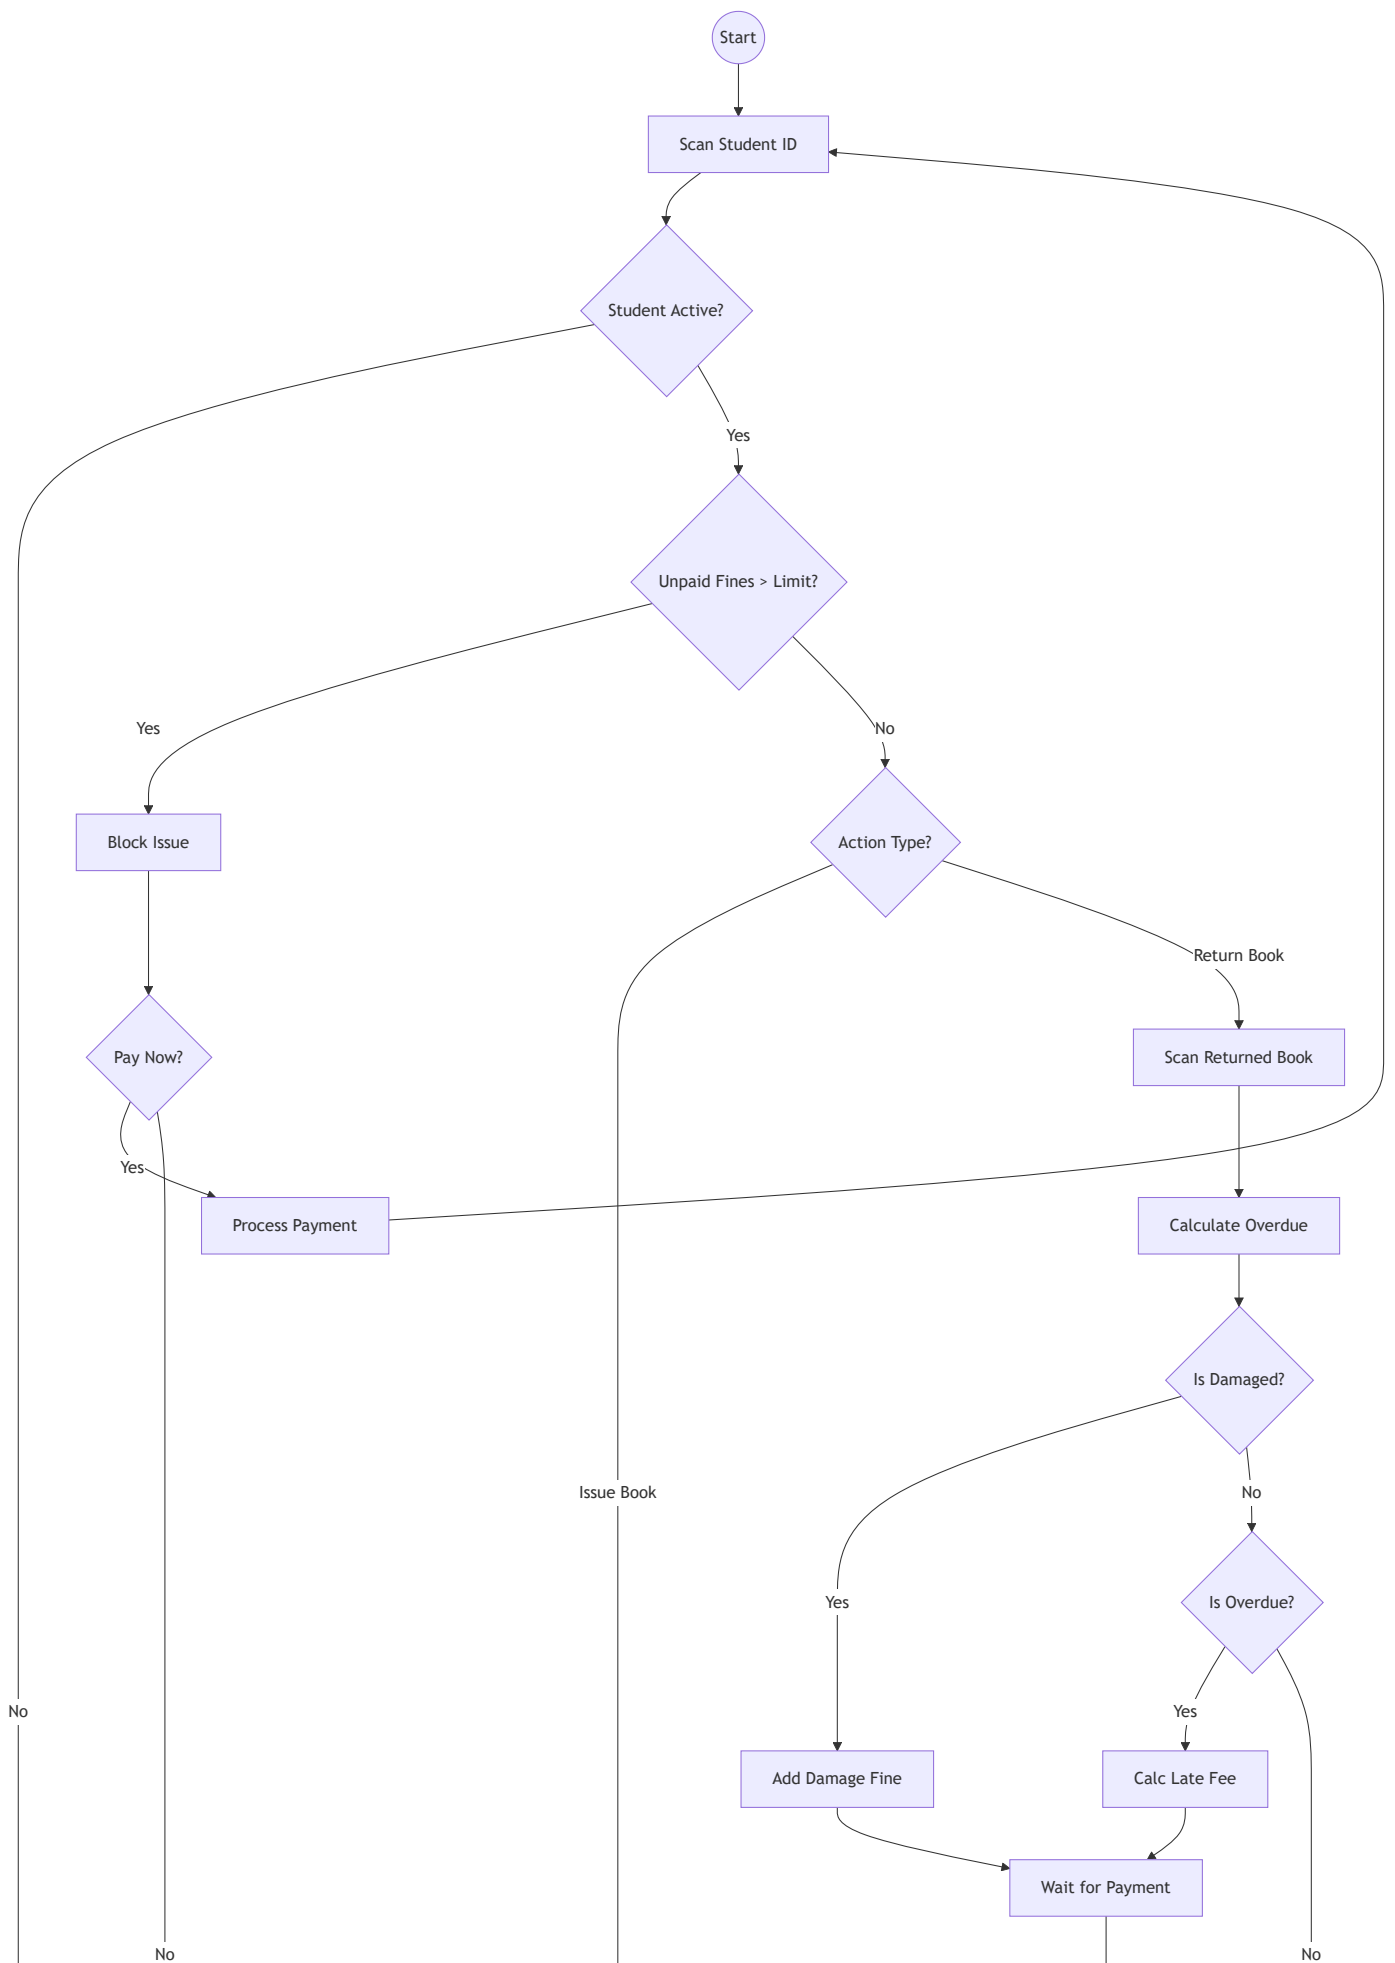 Start
Scan Student ID
Student Active?
Yes
Unpaid Fines > Limit?
Yes
No
Block Issue
Action Type?
Return Book
Scan Returned Book
Pay Now?
Yes
Process Payment
Calculate Overdue
Is Damaged?
Issue Book
No
Yes
Is Overdue?
No
Yes
Add Damage Fine
Calc Late Fee
Wait for Payment
No
No